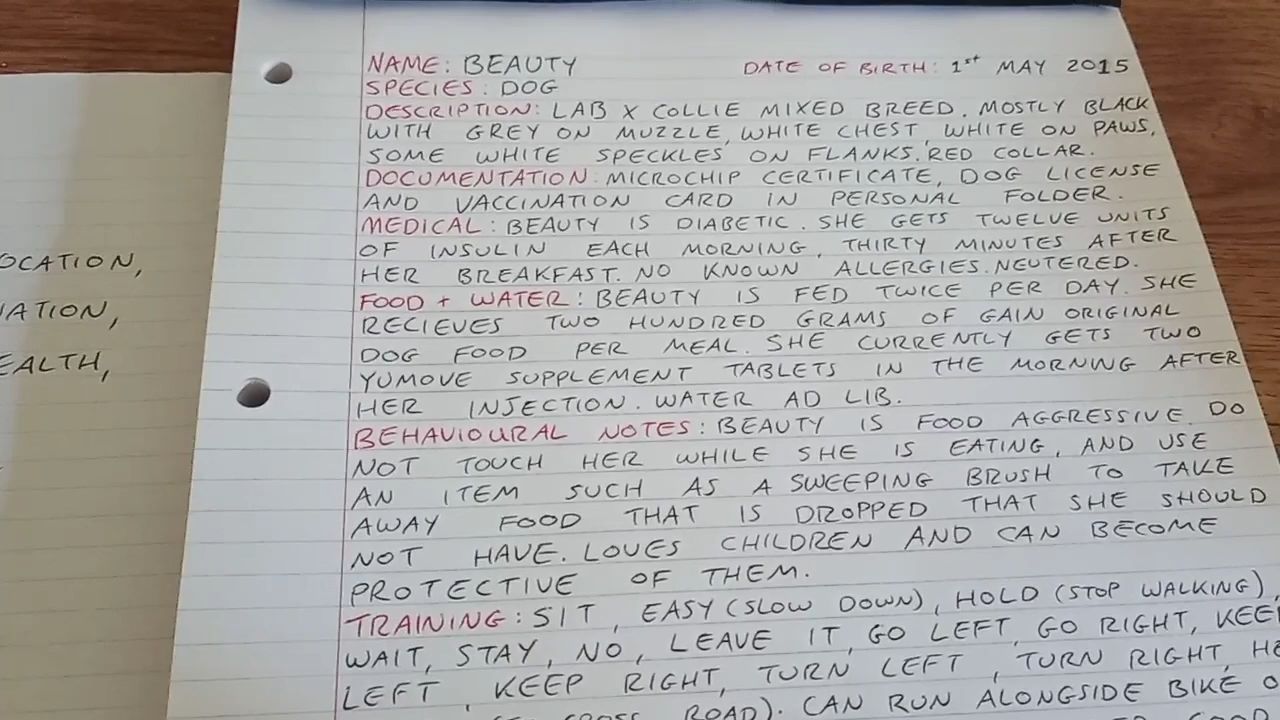 NAME: BEAUTY DATE OF BIRTH: 1st MAY 2015
SPECIES: DOG
DESCRIPTION: LAB X COLLIE MIXED BREED. MOSTLY BLACK
WITH GREY ON MUZZLE, WHITE CHEST, WHITE ON PAWS,
SOME WHITE SPECKLES ON FLANKS. RED COLLAR.
DOCUMENTATION: MICROCHIP CERTIFICATE, DOG LICENSE
AND VACCINATION CARD IN PERSONAL FOLDER.
MEDICAL: BEAUTY IS DIABETIC. SHE GETS TWELVE UNITS
OF INSULIN EACH MORNING, THIRTY MINUTES AFTER
HER BREAKFAST. NO KNOWN ALLERGIES. NEUTERED.
FOOD + WATER: BEAUTY IS FED TWICE PER DAY. SHE
RECIEVES TWO HUNDRED GRAMS OF GAIN ORIGINAL
DOG FOOD PER MEAL. SHE CURRENTLY GETS TWO
YUMOVE SUPPLEMENT TABLETS IN THE MORNING AFTER
HER INJECTION. WATER AD LIB.
BEHAVIOURAL NOTES: BEAUTY IS FOOD AGGRESSIVE. DO
NOT TOUCH HER WHILE SHE IS EATING, AND USE
AN ITEM SUCH AS A SWEEPING BRUSH TO TAKE
AWAY FOOD THAT IS DROPPED THAT SHE SHOULD
NOT HAVE. LOVES CHILDREN AND CAN BECOME
PROTECTIVE OF THEM.
TRAINING: SIT, EASY (SLOW DOWN), HOLD (STOP WALKING),
WAIT, STAY, NO, LEAVE IT, GO LEFT, GO RIGHT, KEEP
LEFT, KEEP RIGHT, TURN LEFT, TURN RIGHT,
CROSS ROAD). CAN RUN ALONGSIDE BIKE
OCATION,
ATION,
EALTH,